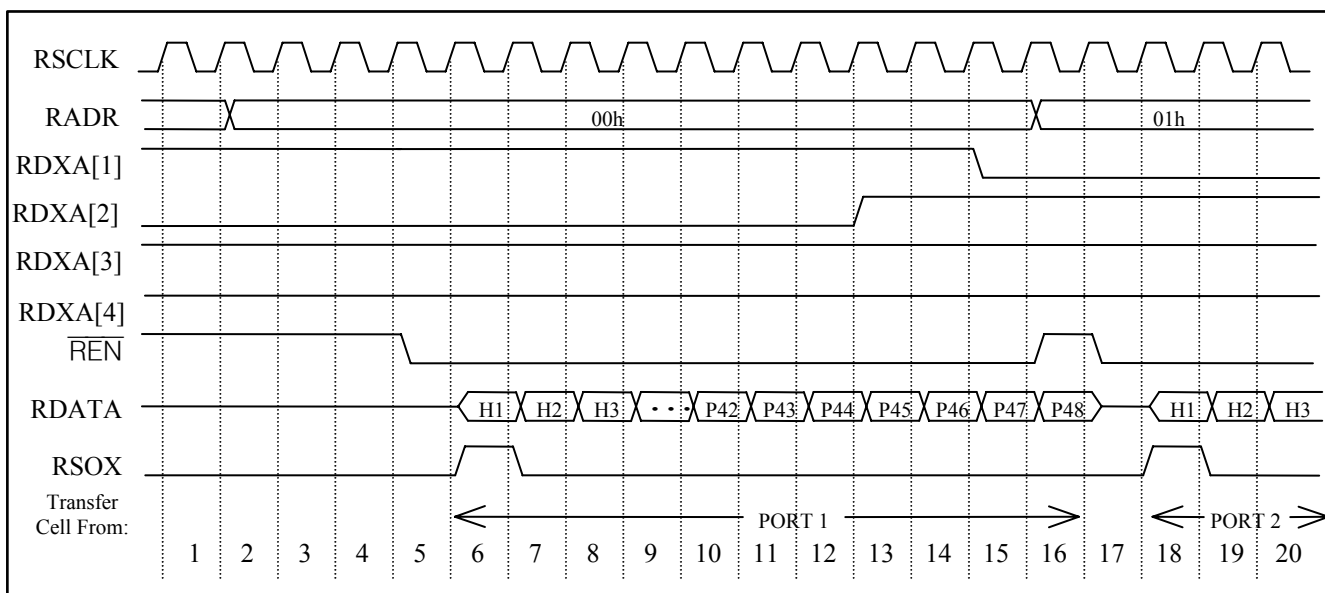 RSCLK
RADR 00h 01h
RDXA[1]
RDXA[2]
RDXA[3]
RDXA[4]
REN
RDATA H1 H2 H3 ... P42 P43 P44 P45 P46 P47 P48 H1 H2 H3
RSOX
Transfer
Cell From: PORT 1 PORT 2
1 2 3 4 5 6 7 8 9 10 11 12 13 14 15 16 17 18 19 20